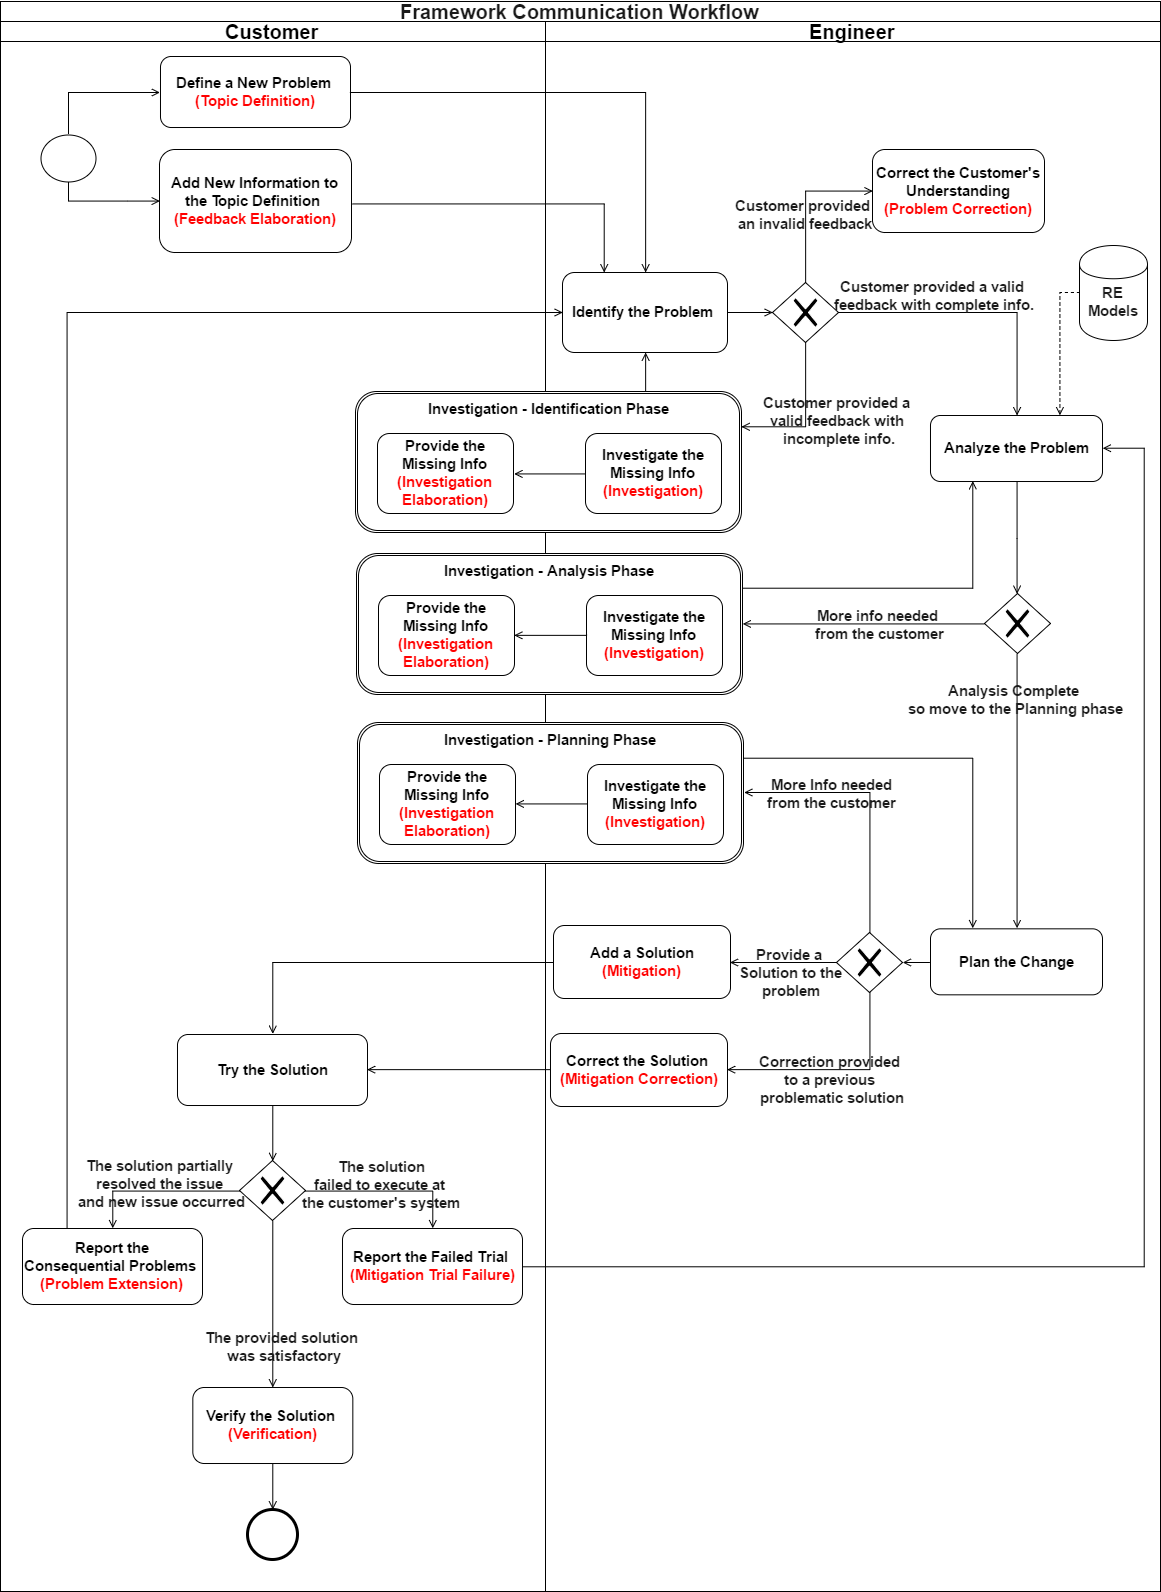 Framework Communication Workflow
Customer
Engineer
Define a New Problem
(Topic Definition)
Add New Information to
the Topic Definition
(Feedback Elaboration)
Correct the Customer's
Understanding
(Problem Correction)
Customer provided
an invalid feedback
Customer provided a valid
feedback with complete info.
RE
Models
Identify the Problem
Customer provided a
valid feedback with
incomplete info.
Analyze the Problem
Investigation - Identification Phase
Provide the
Missing Info
(Investigation
Elaboration)
Investigate the
Missing Info
(Investigation)
Investigation - Analysis Phase
Provide the
Missing Info
(Investigation
Elaboration)
Investigate the
Missing Info
(Investigation)
More info needed
from the customer
Analysis Complete
so move to the Planning phase
Investigation - Planning Phase
Provide the
Missing Info
(Investigation
Elaboration)
Investigate the
Missing Info
(Investigation)
More Info needed
from the customer
Add a Solution
(Mitigation)
Provide a
Solution to the
problem
Plan the Change
Try the Solution
Correct the Solution
(Mitigation Correction)
Correction provided
to a previous
problematic solution
The solution partially
resolved the issue
and new issue occurred
The solution
failed to execute at
the customer's system
Report the
Consequential Problems
(Problem Extension)
Report the Failed Trial
(Mitigation Trial Failure)
The provided solution
was satisfactory
Verify the Solution
(Verification)